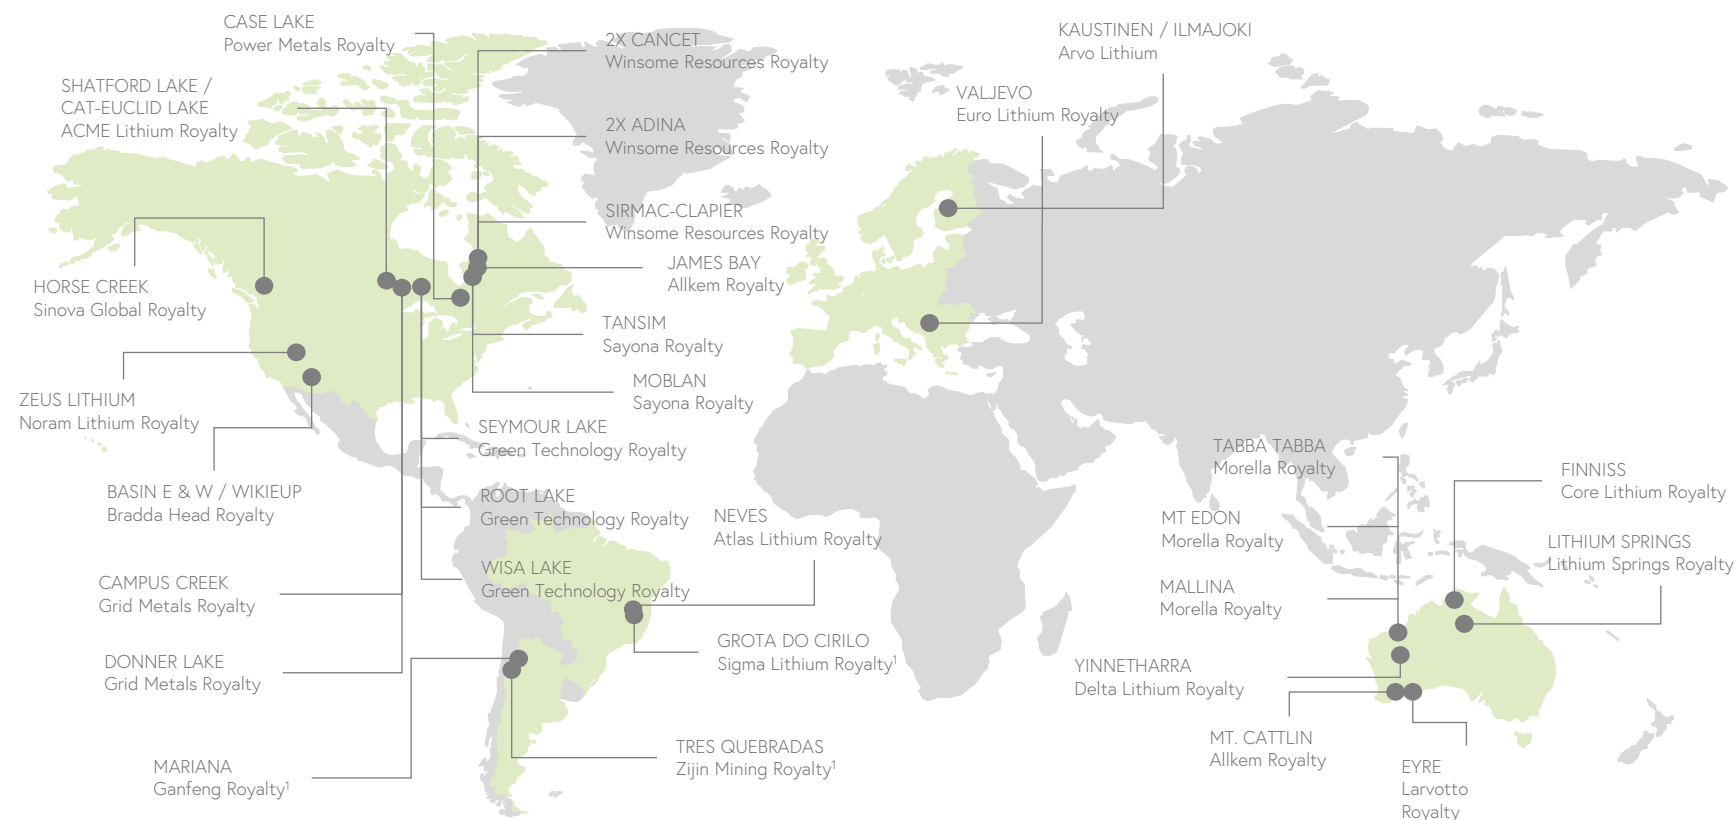 CASE LAKE
Power Metals Royalty
2X CANCET
Winsome Resources Royalty
KAUSTINEN / ILMAJOKI
Arvo Lithium
SHATFORD LAKE /
CAT-EUCLID LAKE
ACME Lithium Royalty
VALJEVO
Euro Lithium Royalty
2X ADINA
Winsome Resources Royalty
SIRMAC-CLAPIER
Winsome Resources Royalty
JAMES BAY
Allkem Royalty
HORSE CREEK
Sinova Global Royalty
TANSIM
Sayona Royalty
MOBLAN
Sayona Royalty
ZEUS LITHIUM
Noram Lithium Royalty
SEYMOUR LAKE
Green Technology Royalty
TABBA TABBA
Morella Royalty
FINNISS
Core Lithium Royalty
BASIN E & W / WIKIEUP
Bradda Head Royalty
ROOT LAKE
Green Technology Royalty
NEVES
Atlas Lithium Royalty
MT EDON
Morella Royalty
LITHIUM SPRINGS
Lithium Springs Royalty
WISA LAKE
Green Technology Royalty
CAMPUS CREEK
Grid Metals Royalty
MALLINA
Morella Royalty
GROTA DO CIRILO
Sigma Lithium Royalty¹
DONNER LAKE
Grid Metals Royalty
YINNETHARRA
Delta Lithium Royalty
TRES QUEBRADAS
Zijin Mining Royalty¹
MT. CATTLIN
Allkem Royalty
MARIANA
Ganfeng Royalty¹
EYRE
Larvotto
Royalty